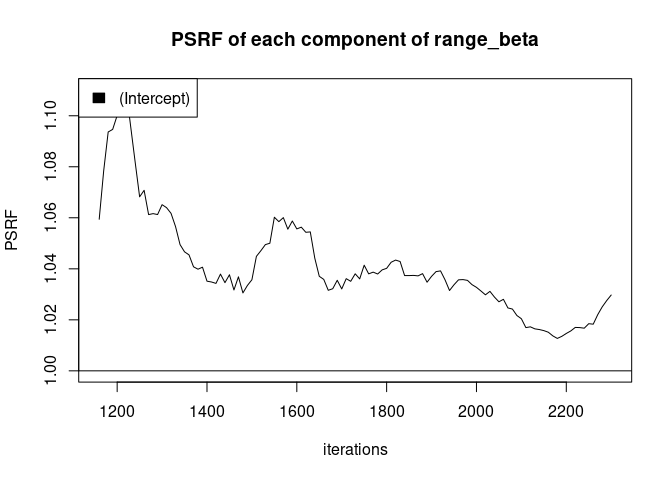 PSRF of each component of range_beta
(Intercept)
PSRF
1.10
1.08
1.06
1.04
1.02
1.00
1200 1400 1600 1800 2000 2200
iterations